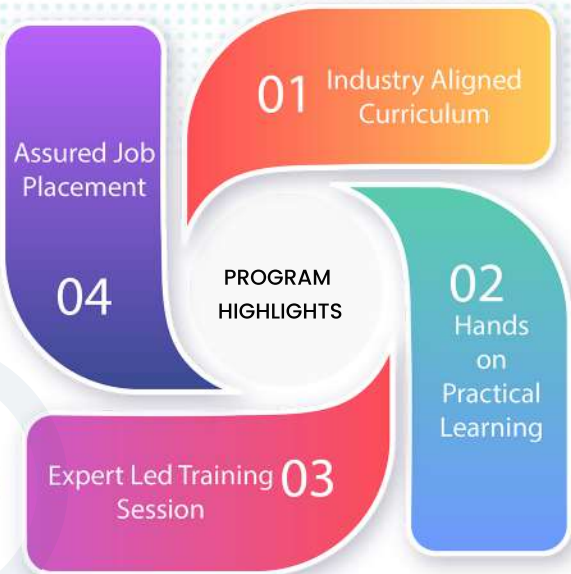 PROGRAM
HIGHLIGHTS
01
Industry Aligned
Curriculum
02
Hands
on
Practical
Learning
Expert Led Training
Session
03
Assured Job
Placement
04